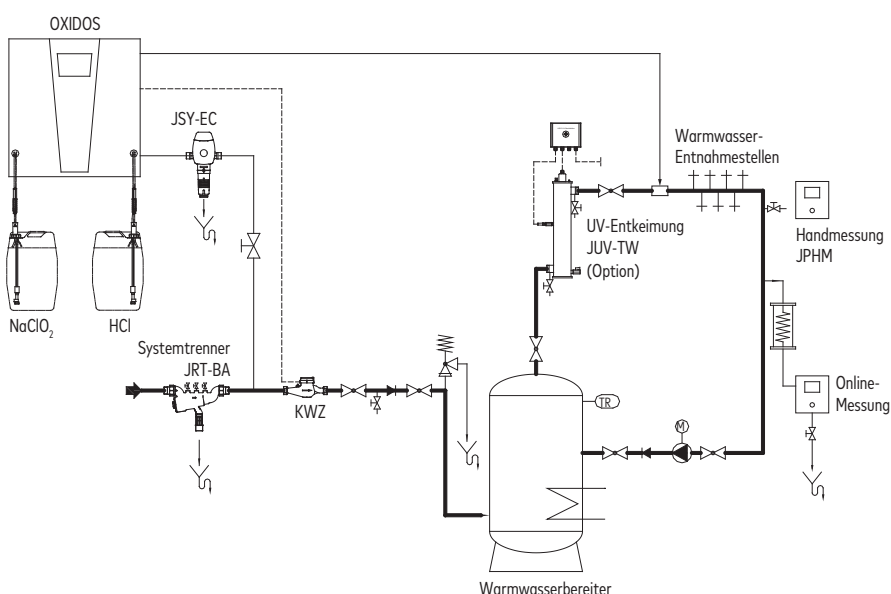 OXIDOS
JSY-EC
Warmwasser-
Entnahmestellen
UV-Entkeimung
JUV-TW
(Option)
Handmessung
JPHM
NaClO₂
HCl
Systemtrenner
JRT-BA
KWZ
TR
M
Online-
Messung
Warmwasserbereiter